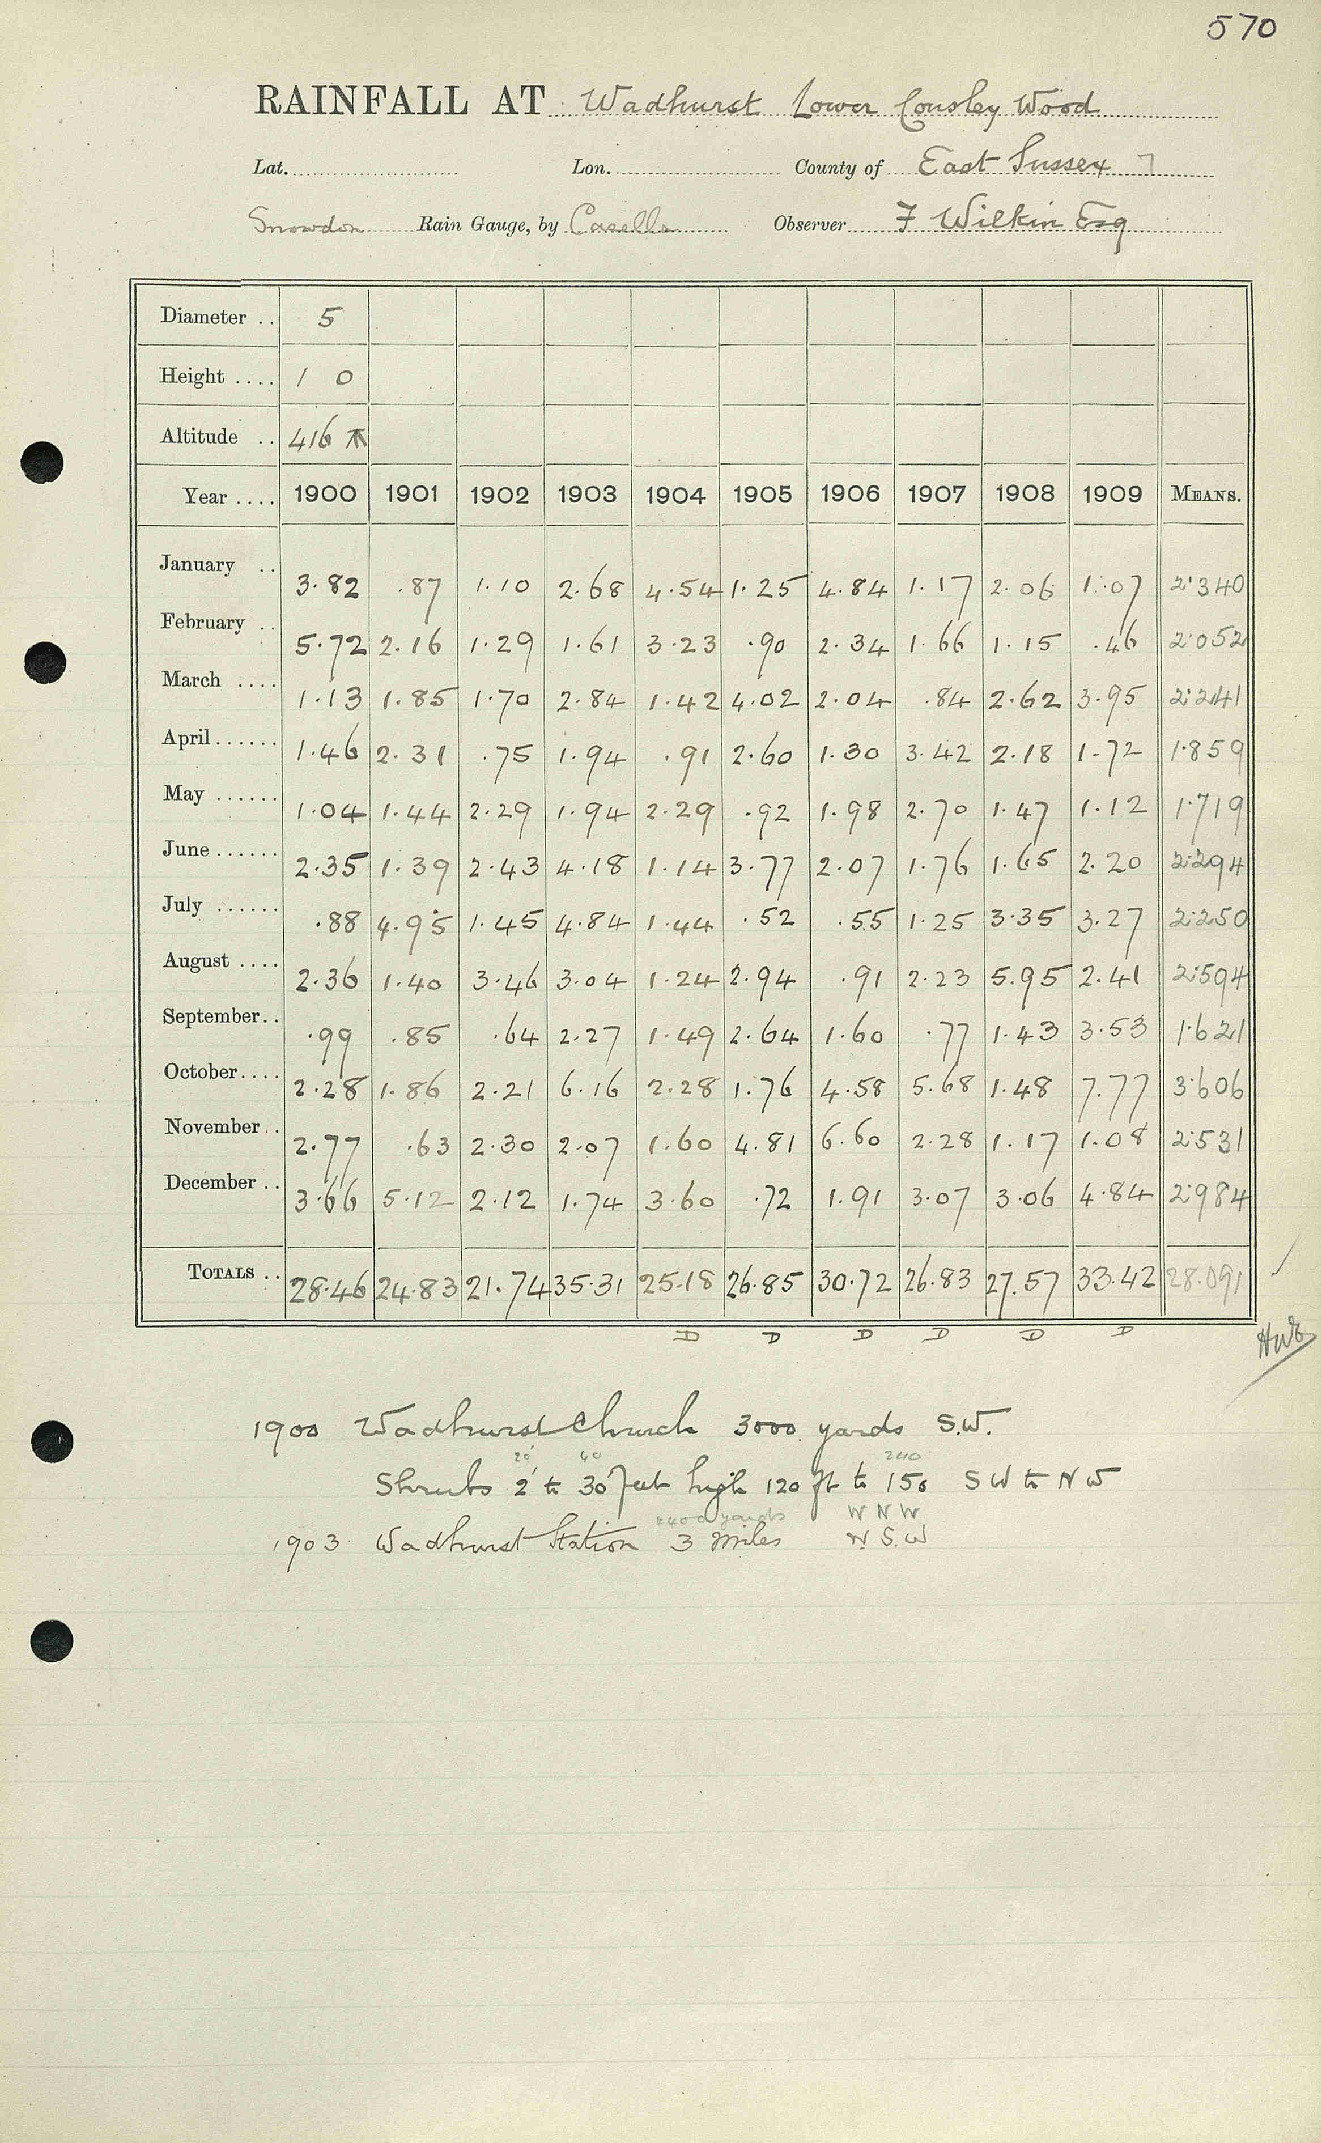 570
RAINFALL AT Wadhurst Lower Cousley Wood
Lat. Lon. County of East Sussex 7
Snowdon Rain Gauge, by Casella Observer F Wilkin Esq
Diameter .. 5
Height .... 1 0
Altitude .. 416
Year .... 1900 1901 1902 1903 1904 1905 1906 1907 1908 1909 MEANS.
January .. 3.82 .87 1.10 2.68 4.54 1.25 4.84 1.17 2.06 1.07 2.340
February .. 5.72 2.16 1.29 1.61 3.23 .90 2.34 1.66 1.15 .46 2.052
March .... 1.13 1.85 1.70 2.84 1.42 4.02 2.04 .84 2.62 3.95 2.241
April...... 1.46 2.31 .75 1.94 .91 2.60 1.30 3.42 2.18 1.72 1.859
May ...... 1.04 1.44 2.29 1.94 2.29 .92 1.98 2.70 1.47 1.12 1.719
June...... 2.35 1.39 2.43 4.18 1.14 3.77 2.07 1.76 1.65 2.20 2.294
July ...... .88 4.95 1.45 4.84 1.44 .52 .55 1.25 3.35 3.27 2.250
August .... 2.36 1.40 3.46 3.04 1.24 2.94 .91 2.23 5.95 2.41 2.594
September.. .99 .85 .64 2.27 1.49 2.64 1.60 .77 1.43 3.53 1.621
October.... 2.28 1.86 2.21 6.16 2.28 1.76 4.58 5.68 1.48 7.77 3.606
November.. 2.77 .63 2.30 2.07 1.60 4.81 6.60 2.28 1.17 1.08 2.531
December .. 3.66 5.12 2.12 1.74 3.60 .72 1.91 3.07 3.06 4.84 2.984
TOTALS .. 28.46 24.83 21.74 35.31 25.18 26.85 30.72 26.83 27.57 33.42 28.091
D D D D D D
1900 Wadhurst Church 3000 yards S.W.
20' 40 240
Shrubs 2' to 30 feet high 120 ft to 150 SW to NW
yards W N W
1903 Wadhurst Station 3 miles N S.W